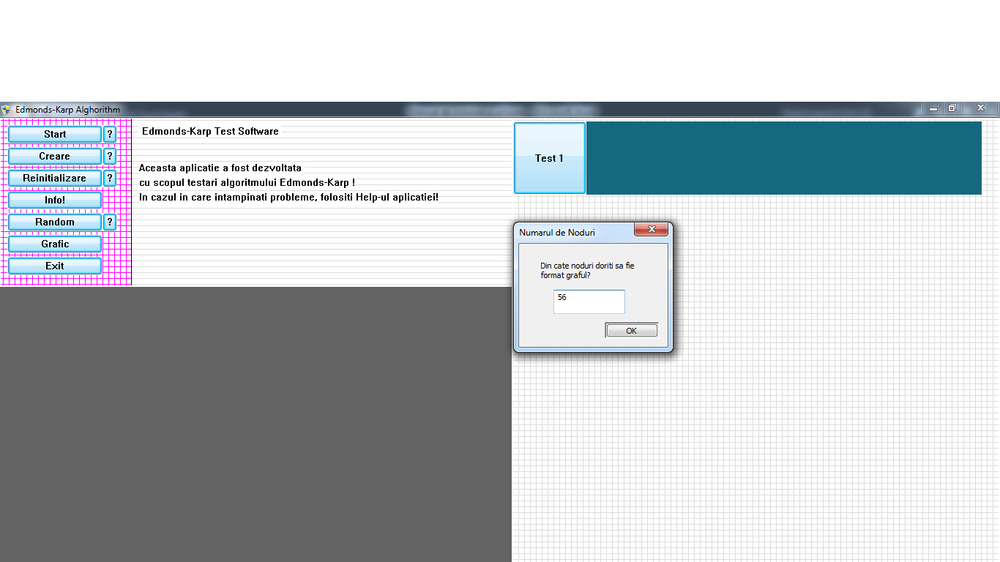 Edmonds-Karp Alghorithm
Start ?
Creare ?
Reinitializare ?
Info!
Random ?
Grafic
Exit
Edmonds-Karp Test Software
Aceasta aplicatie a fost dezvoltata
cu scopul testari algoritmului Edmonds-Karp !
In cazul in care intampinati probleme, folositi Help-ul aplicatiei!
Test 1
Numarul de Noduri
Din cate noduri doriti sa fie
format graful?
56
OK